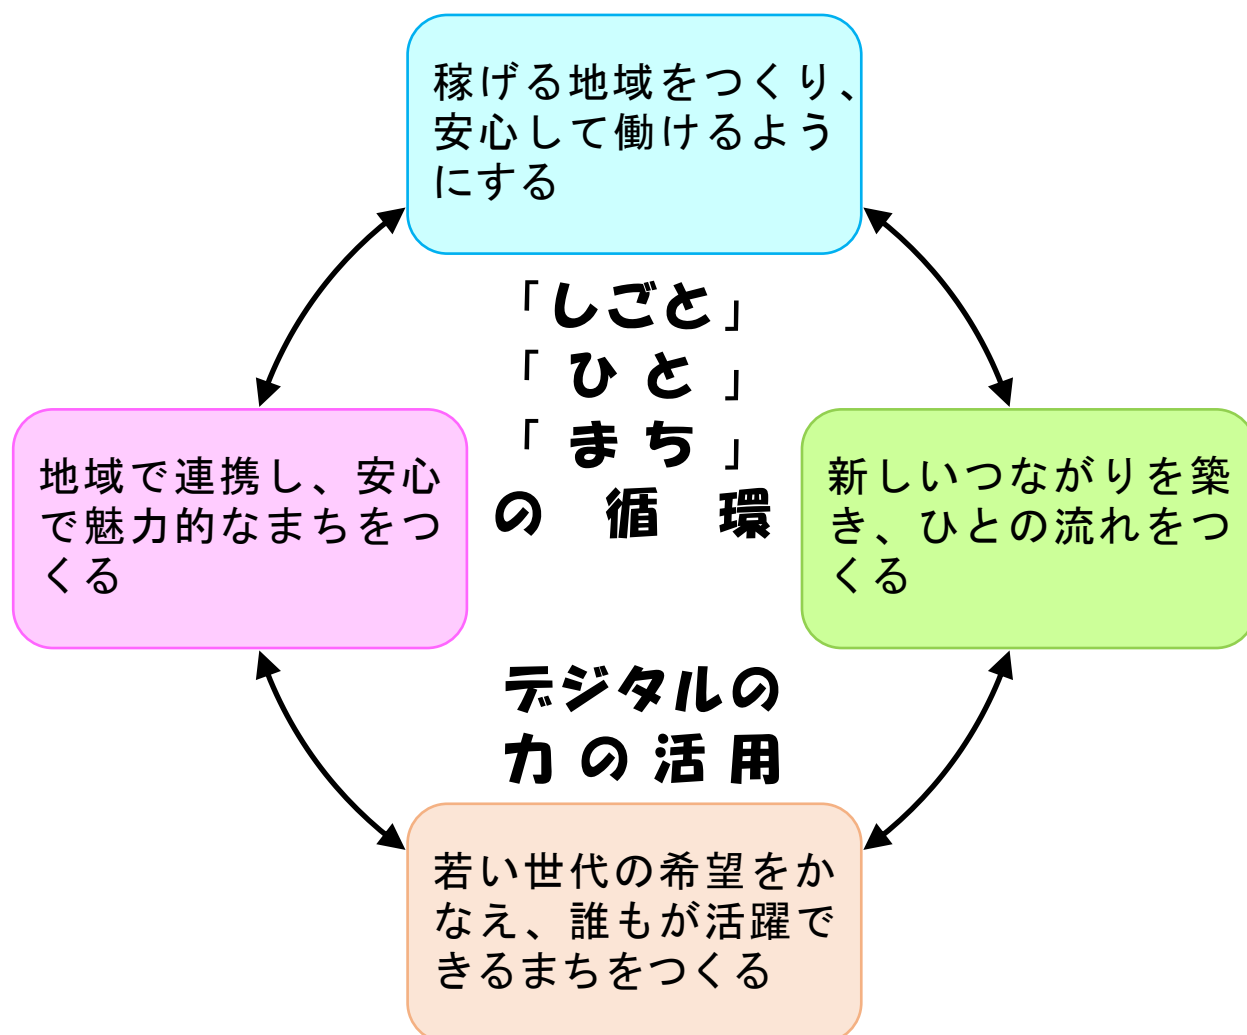 稼げる地域をつくり、
安心して働けるよう
にする
「しごと」
「ひと」
「まち」
の循環
地域で連携し、安心
で魅力的なまちをつ
くる
新しいつながりを築
き、ひとの流れをつ
くる
デジタルの
力の活用
若い世代の希望をか
なえ、誰もが活躍で
きるまちをつくる